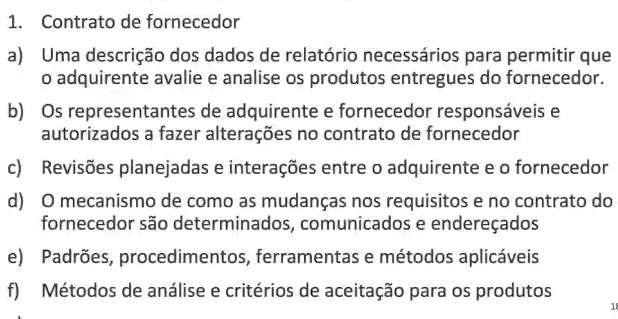 1. Contrato de fornecedor
a) Uma descrição dos dados de relatório necessários para permitir que
o adquirente avalie e analise os produtos entregues do fornecedor.
b) Os representantes de adquirente e fornecedor responsáveis e
autorizados a fazer alterações no contrato de fornecedor
c) Revisões planejadas e interações entre o adquirente e o fornecedor
d) O mecanismo de como as mudanças nos requisitos e no contrato do
fornecedor são determinados, comunicados e endereçados
e) Padrões, procedimentos, ferramentas e métodos aplicáveis
f) Métodos de análise e critérios de aceitação para os produtos